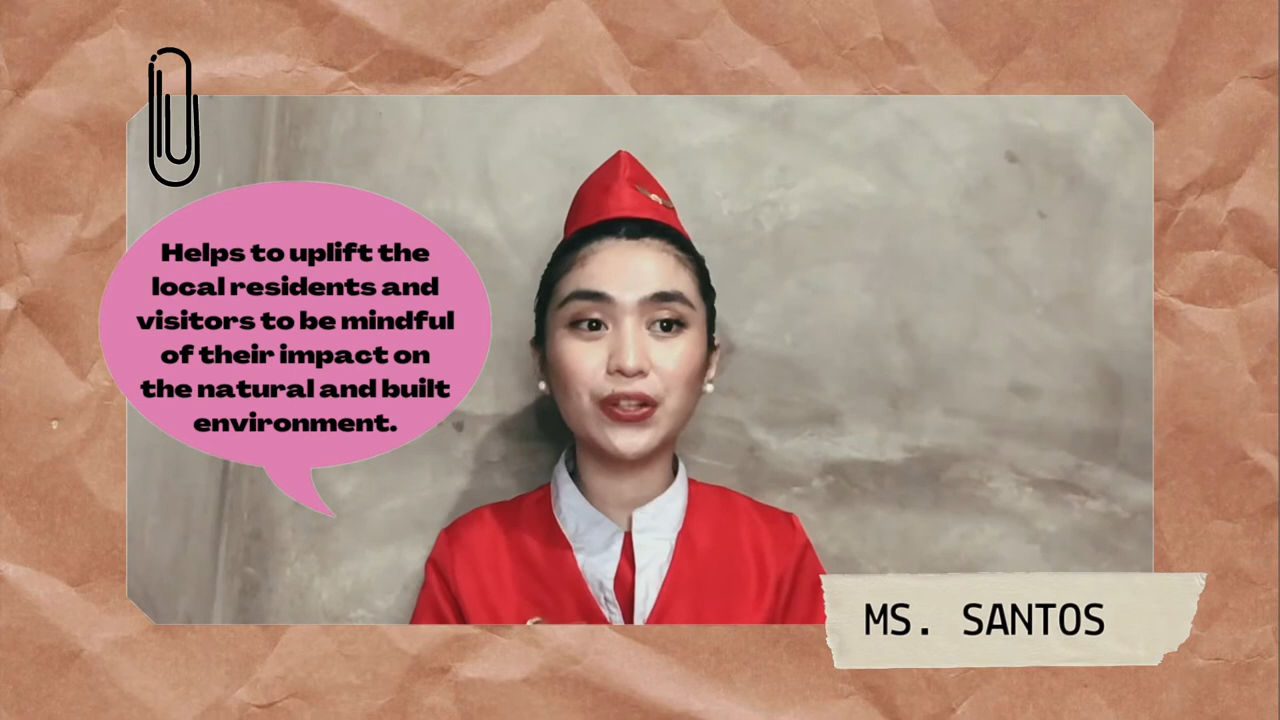 Helps to uplift the
local residents and
visitors to be mindful
of their impact on
the natural and built
environment.
MS. SANTOS